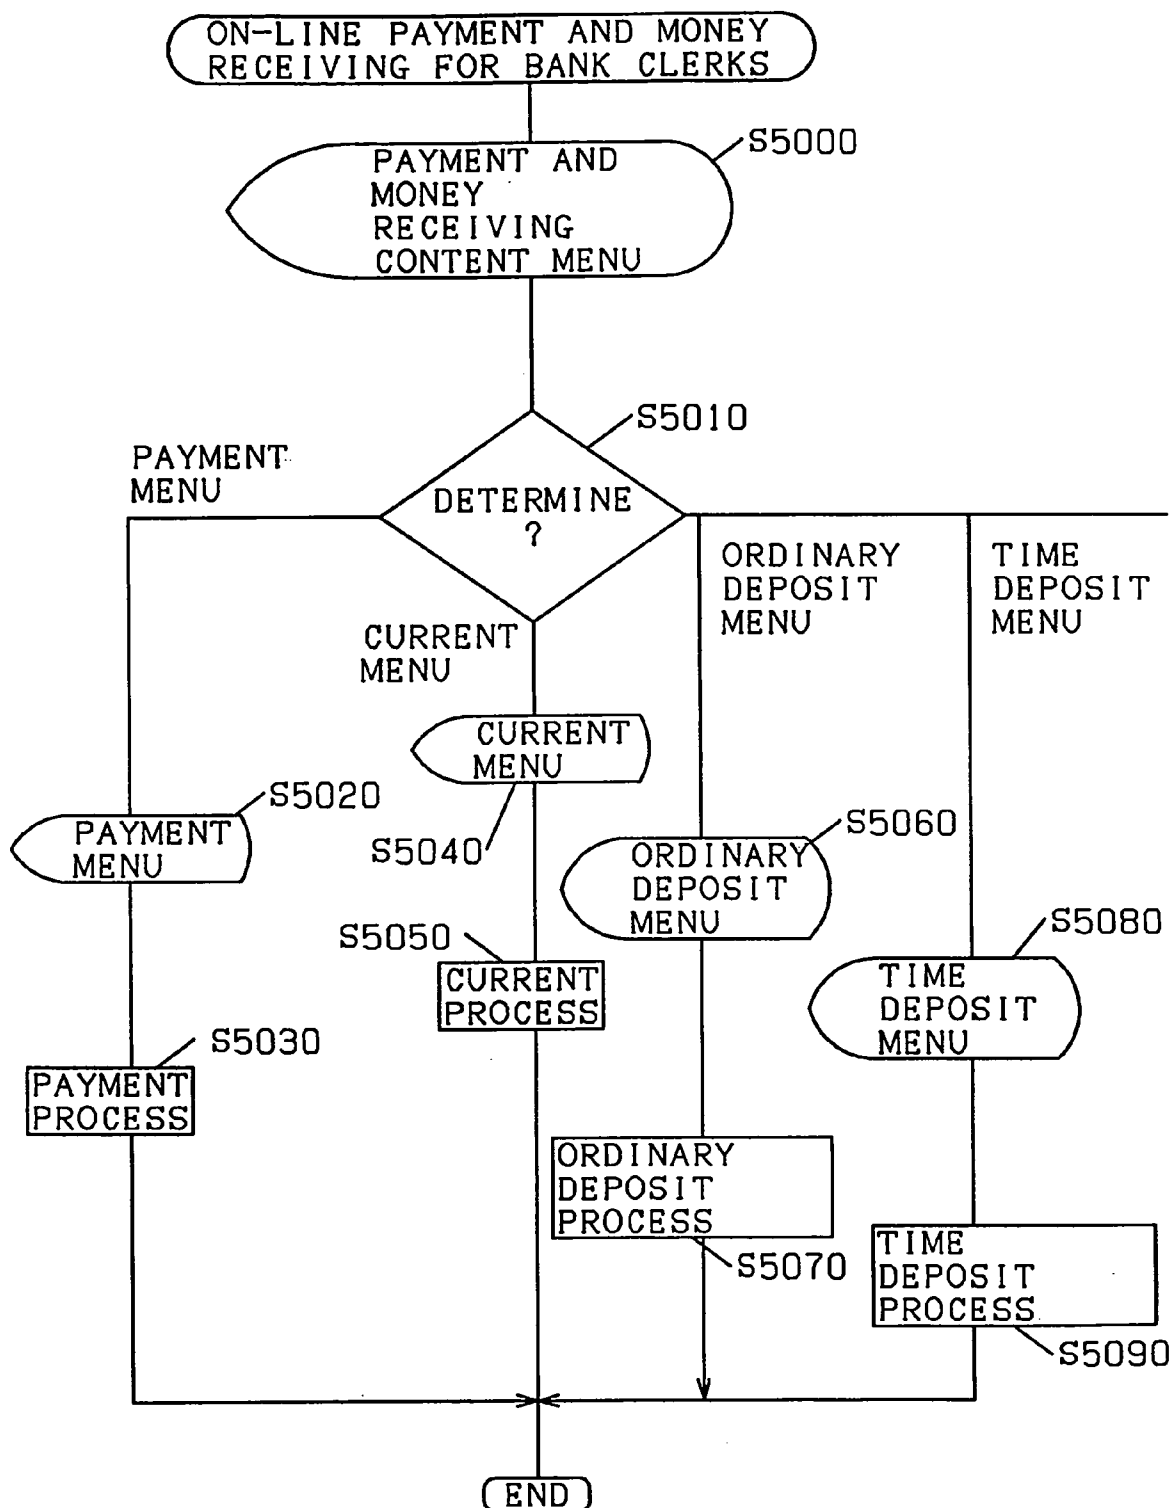 ON-LINE PAYMENT AND MONEY
RECEIVING FOR BANK CLERKS
S5000
PAYMENT AND
MONEY
RECEIVING
CONTENT MENU
S5010
PAYMENT
MENU
DETERMINE
?
ORDINARY
DEPOSIT
MENU
TIME
DEPOSIT
MENU
CURRENT
MENU
CURRENT
MENU
S5040
S5020
PAYMENT
MENU
S5060
ORDINARY
DEPOSIT
MENU
S5050
CURRENT
PROCESS
S5080
TIME
DEPOSIT
MENU
S5030
PAYMENT
PROCESS
ORDINARY
DEPOSIT
PROCESS
S5070
TIME
DEPOSIT
PROCESS
S5090
END